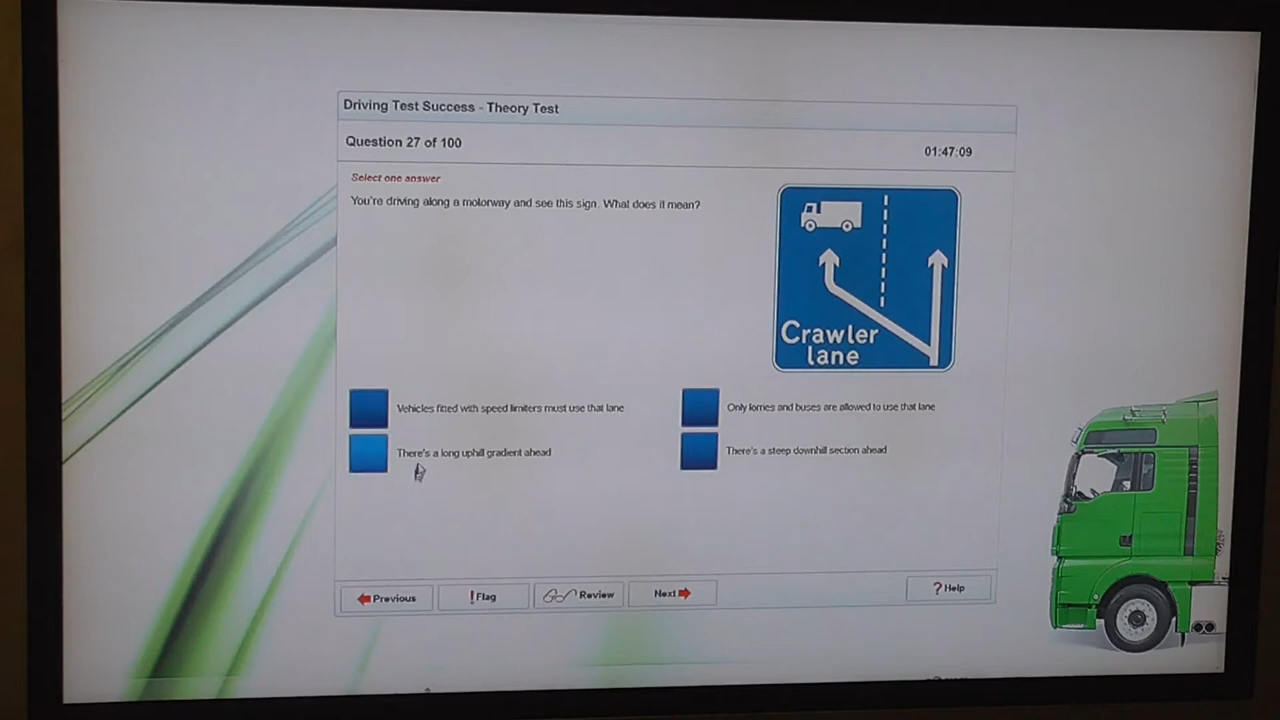 Driving Test Success - Theory Test
Question 27 of 100
01:47:09
Select one answer
You're driving along a motorway and see this sign. What does it mean?
Crawler
lane
Vehicles fitted with speed limiters must use that lane
Only lorries and buses are allowed to use that lane
There's a long uphill gradient ahead
There's a steep downhill section ahead
Previous
!Flag
Review
Next
? Help